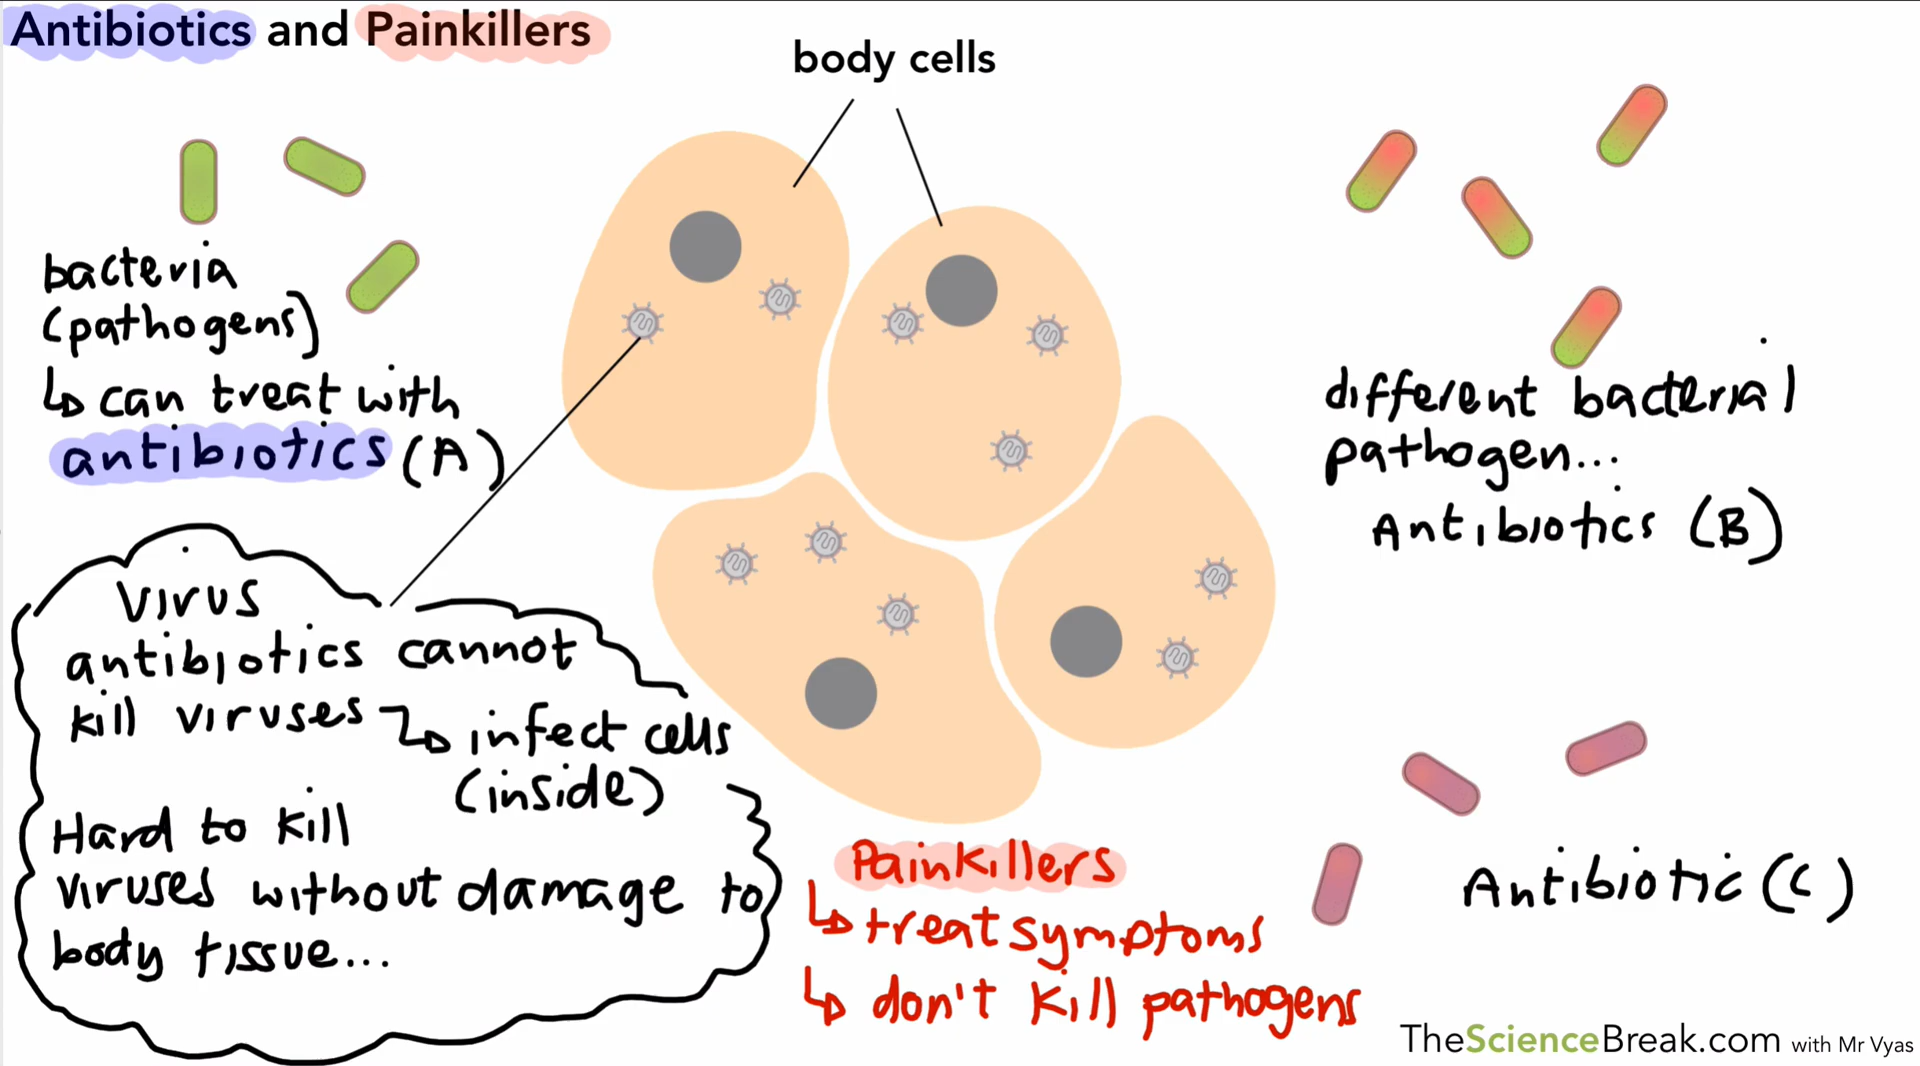 Antibiotics and Painkillers
body cells
bacteria
(pathogens)
↳ can treat with
antibiotics (A)
different bacterial
pathogen...
Antibiotics (B)
Virus
antibiotics cannot
kill viruses ↳ infect cells
(inside)
Hard to kill
viruses without damage to
body tissue...
Painkillers
↳ treat symptoms
↳ don't kill pathogens
Antibiotic (C)
TheScienceBreak.com with Mr Vyas